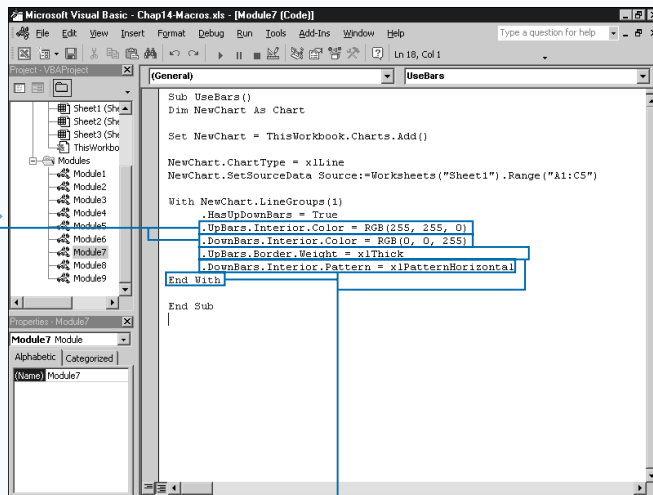 Microsoft Visual Basic - Chap14-Macros.xls - [Module7 (Code)]
File Edit View Insert Format Debug Run Tools Add-Ins Window Help
Type a question for help
Ln 18, Col 1
Project - VBAProject
Sheet1 (She
Sheet2 (She
Sheet3 (She
ThisWorkbo
Modules
Module1
Module2
Module3
Module4
Module5
Module6
Module7
Module8
Module9
Properties - Module7
Module7 Module
Alphabetic Categorized
(Name) Module7
(General)
UseBars
Sub UseBars()
Dim NewChart As Chart
Set NewChart = ThisWorkbook.Charts.Add()
NewChart.ChartType = xlLine
NewChart.SetSourceData Source:=Worksheets("Sheet1").Range("A1:C5")
With NewChart.LineGroups(1)
.HasUpDownBars = True
.UpBars.Interior.Color = RGB(255, 255, 0)
.DownBars.Interior.Color = RGB(0, 0, 255)
.UpBars.Border.Weight = xlThick
.DownBars.Interior.Pattern = xlPatternHorizontal
End With
End Sub